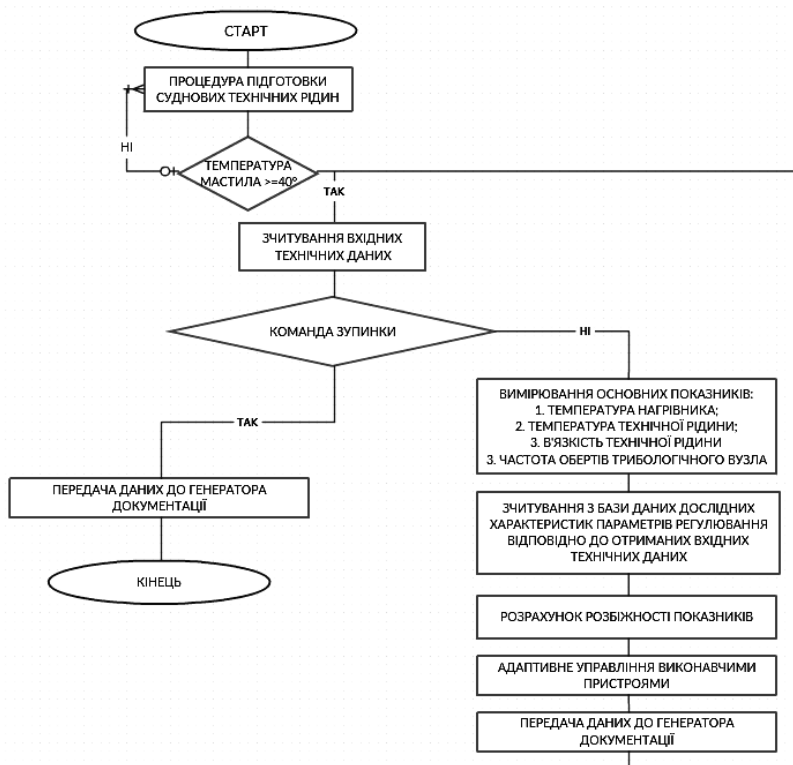 СТАРТ
ПРОЦЕДУРА ПІДГОТОВКИ
СУДНОВИХ ТЕХНІЧНИХ РІДИН
НІ
ТЕМПЕРАТУРА
МАСТИЛА >=40°
ТАК
ЗЧИТУВАННЯ ВХІДНИХ
ТЕХНІЧНИХ ДАНИХ
КОМАНДА ЗУПИНКИ
НІ
ВИМІРЮВАННЯ ОСНОВНИХ ПОКАЗНИКІВ:
1. ТЕМПЕРАТУРА НАГРІВНИКА;
2. ТЕМПЕРАТУРА ТЕХНІЧНОЇ РІДИНИ;
3. В'ЯЗКІСТЬ ТЕХНІЧНОЇ РІДИНИ
3. ЧАСТОТА ОБЕРТІВ ТРИБОЛОГІЧНОГО ВУЗЛА
ТАК
ПЕРЕДАЧА ДАНИХ ДО ГЕНЕРАТОРА
ДОКУМЕНТАЦІЇ
КІНЕЦЬ
ЗЧИТУВАННЯ З БАЗИ ДАНИХ ДОСЛІДНИХ
ХАРАКТЕРИСТИК ПАРАМЕТРІВ РЕГУЛЮВАННЯ
ВІДПОВІДНО ДО ОТРИМАНИХ ВХІДНИХ
ТЕХНІЧНИХ ДАНИХ
РОЗРАХУНОК РОЗБІЖНОСТІ ПОКАЗНИКІВ
АДАПТИВНЕ УПРАВЛІННЯ ВИКОНАВЧИМИ
ПРИСТРОЯМИ
ПЕРЕДАЧА ДАНИХ ДО ГЕНЕРАТОРА
ДОКУМЕНТАЦІЇ